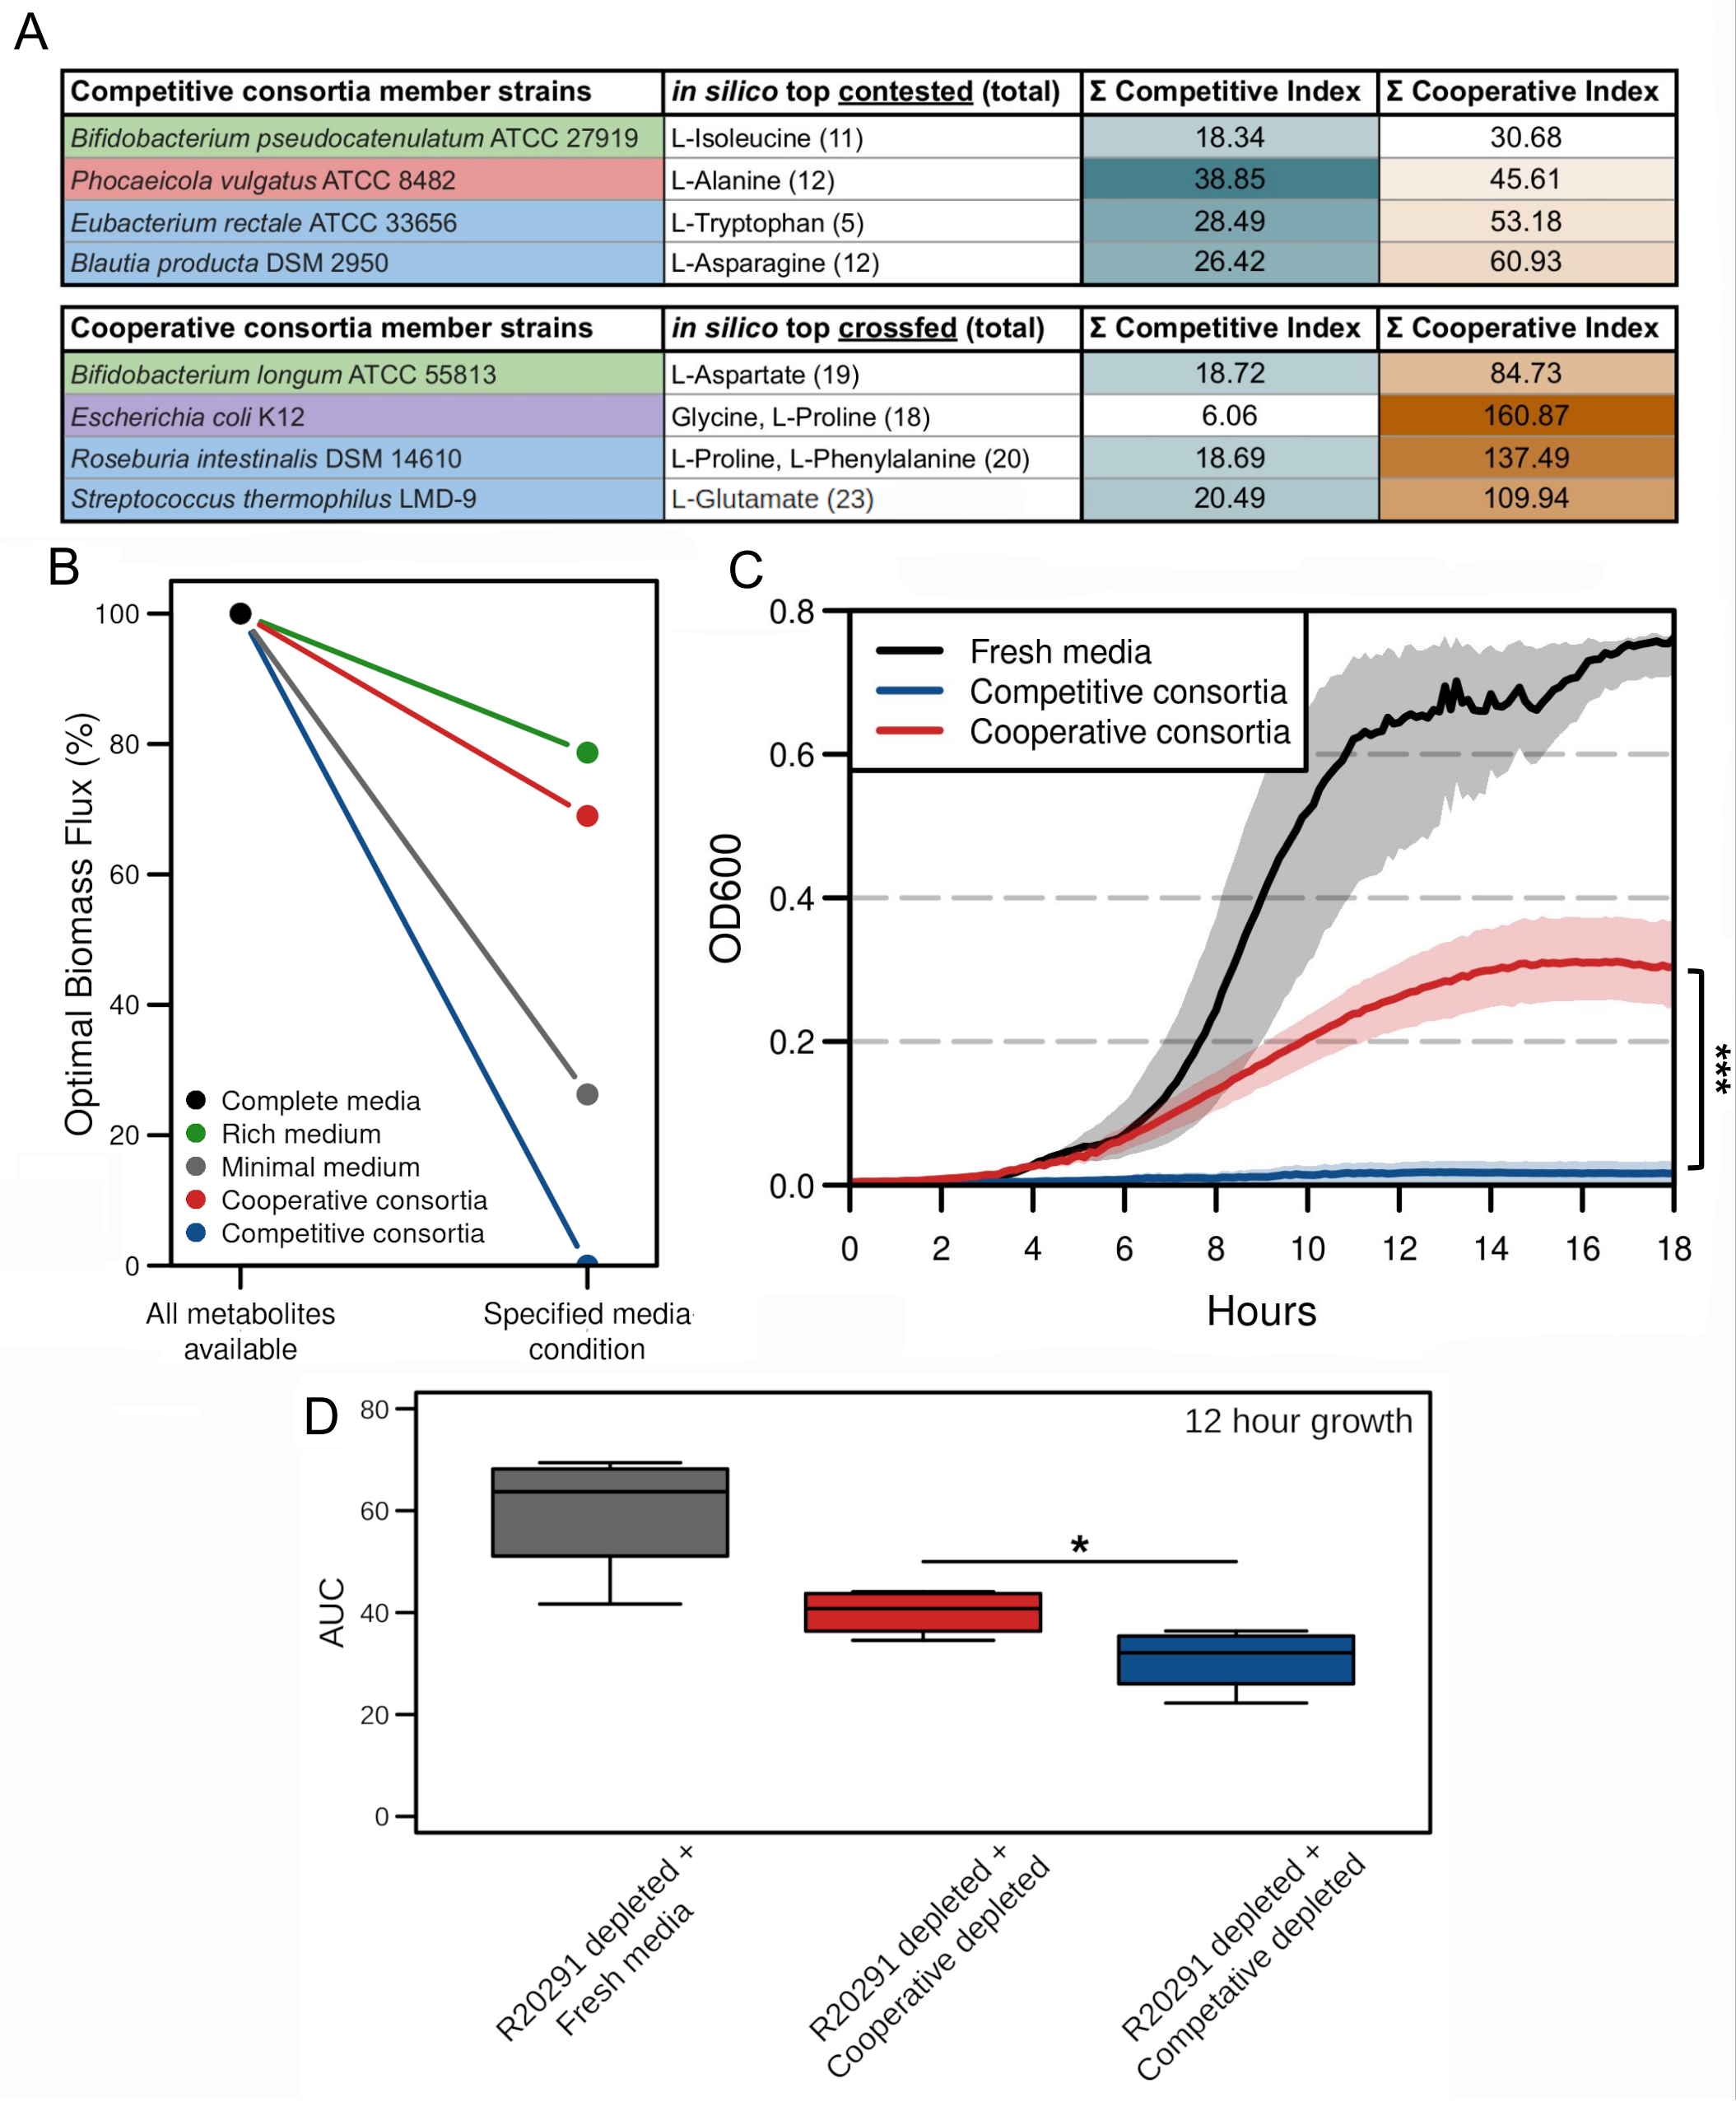 A
Competitive consortia member strains in silico top contested (total) Σ Competitive Index Σ Cooperative Index
Bifidobacterium pseudocatenulatum ATCC 27919 L-Isoleucine (11) 18.34 30.68
Phocaeicola vulgatus ATCC 8482 L-Alanine (12) 38.85 45.61
Eubacterium rectale ATCC 33656 L-Tryptophan (5) 28.49 53.18
Blautia producta DSM 2950 L-Asparagine (12) 26.42 60.93
Cooperative consortia member strains in silico top crossfed (total) Σ Competitive Index Σ Cooperative Index
Bifidobacterium longum ATCC 55813 L-Aspartate (19) 18.72 84.73
Escherichia coli K12 Glycine, L-Proline (18) 6.06 160.87
Roseburia intestinalis DSM 14610 L-Proline, L-Phenylalanine (20) 18.69 137.49
Streptococcus thermophilus LMD-9 L-Glutamate (23) 20.49 109.94
B
Optimal Biomass Flux (%)
100
80
60
40
20
0
Complete media
Rich medium
Minimal medium
Cooperative consortia
Competitive consortia
All metabolites
available
Specified media
condition
C
OD600
0.8
0.6
0.4
0.2
0.0
Fresh media
Competitive consortia
Cooperative consortia
***
0 2 4 6 8 10 12 14 16 18
Hours
D
AUC
80
60
40
20
0
12 hour growth
*
R20291 depleted +
Fresh media
R20291 depleted +
Cooperative depleted
R20291 depleted +
Competative depleted